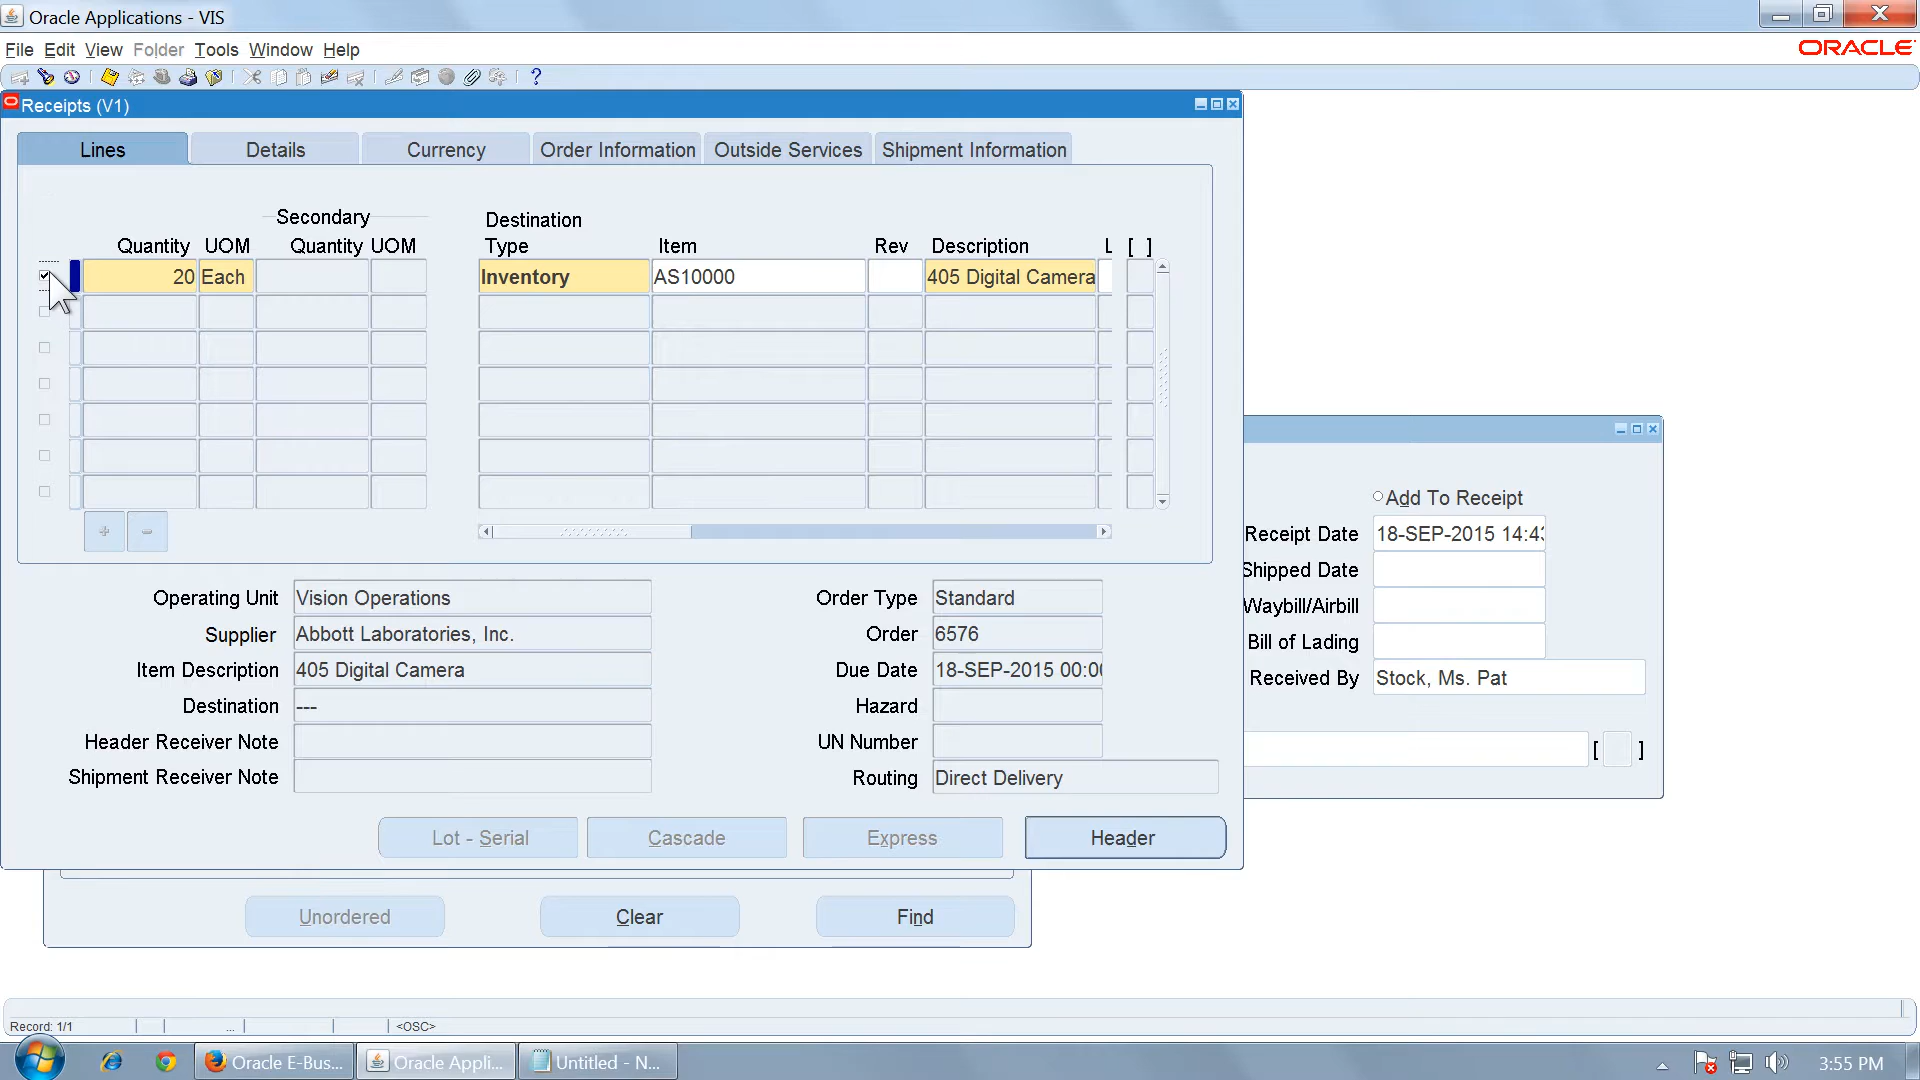 Oracle Applications - VIS
File Edit View Folder Tools Window Help
ORACLE
Receipts (V1)
Lines Details Currency Order Information Outside Services Shipment Information
Secondary Destination
Quantity UOM Quantity UOM Type Item Rev Description L [ ]
20 Each Inventory AS10000 405 Digital Camera
+ -
Add To Receipt
Receipt Date 18-SEP-2015 14:43
Shipped Date
Waybill/Airbill
Bill of Lading
Received By Stock, Ms. Pat
[ ]
Operating Unit Vision Operations Order Type Standard
Supplier Abbott Laboratories, Inc. Order 6576
Item Description 405 Digital Camera Due Date 18-SEP-2015 00:00
Destination --- Hazard
Header Receiver Note UN Number
Shipment Receiver Note Routing Direct Delivery
Lot - Serial Cascade Express Header
Unordered Clear Find
Record: 1/1 ... <OSC>
Oracle E-Bus... Oracle Appli... Untitled - N... 3:55 PM